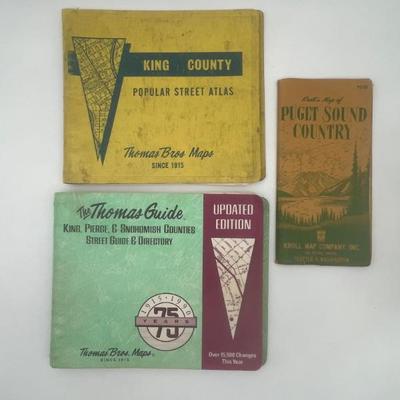 KING COUNTY
POPULAR STREET ATLAS
Thomas Bros Maps
SINCE 1915
The Thomas Guide
KING, PIERCE, & SNOHOMISH COUNTIES
STREET GUIDE & DIRECTORY
1915-1990
75
YEARS
Thomas Bros. Maps
SINCE 1915
UPDATED
EDITION
Over 15,500 Changes
This Year
Kroll's Map of
PUGET SOUND
COUNTRY
KROLL MAP COMPANY, INC.
SEATTLE 4, WASHINGTON